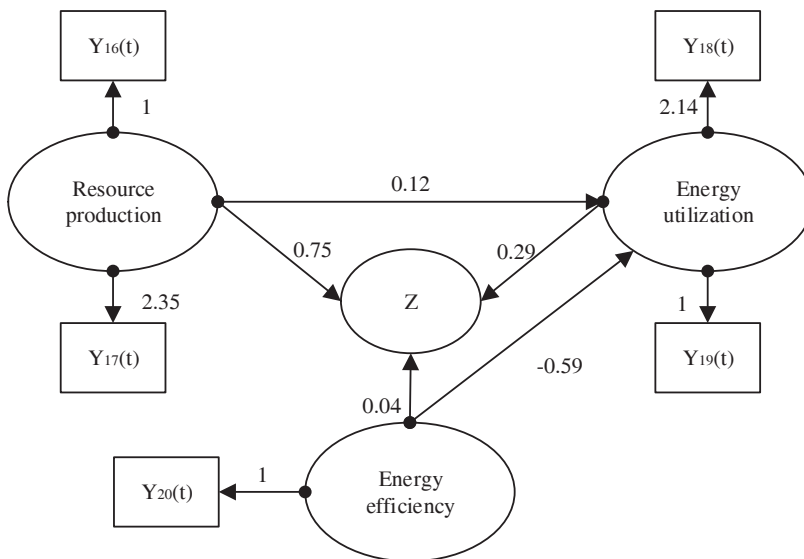 Y16(t)
Y18(t)
1
2.14
Resource
production
0.12
Energy
utilization
0.75
0.29
Z
2.35
1
Y17(t)
Y19(t)
-0.59
0.04
Y20(t)
1
Energy
efficiency